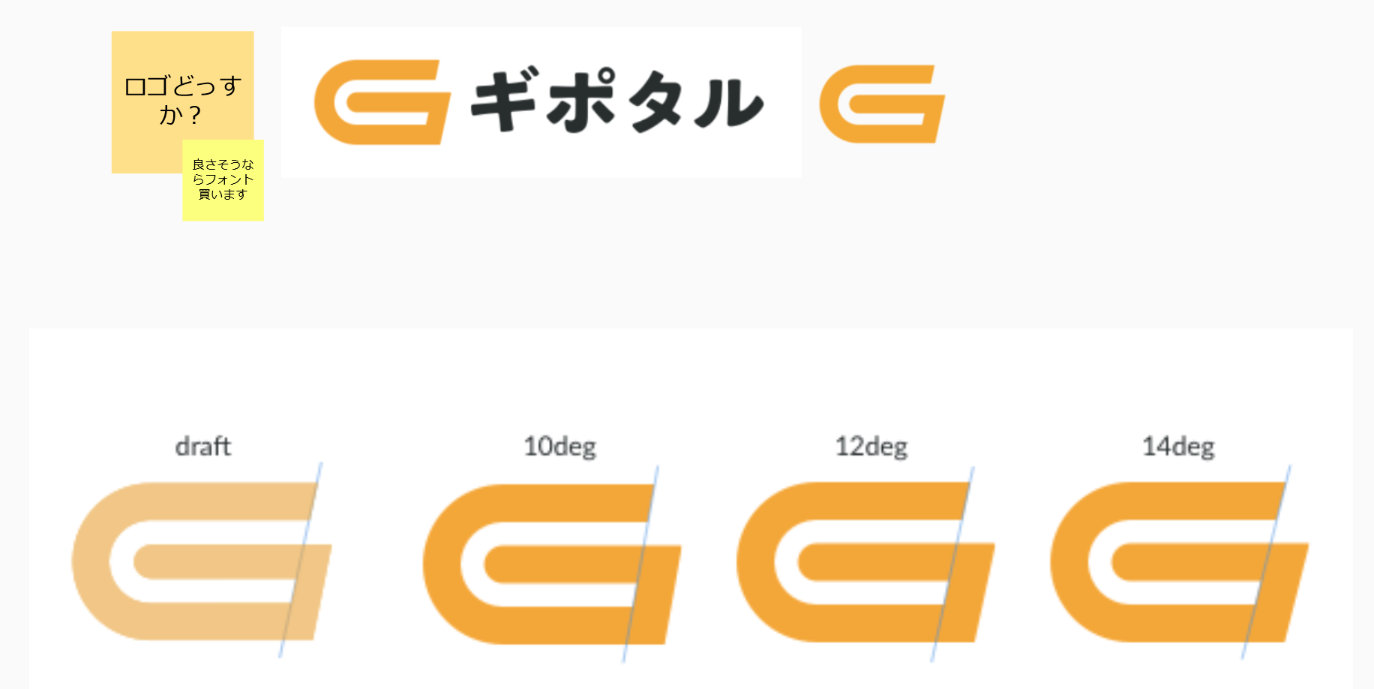 ロゴどっす
か？
良さそうな
らフォント
買います
ギポタル
draft
10deg
12deg
14deg